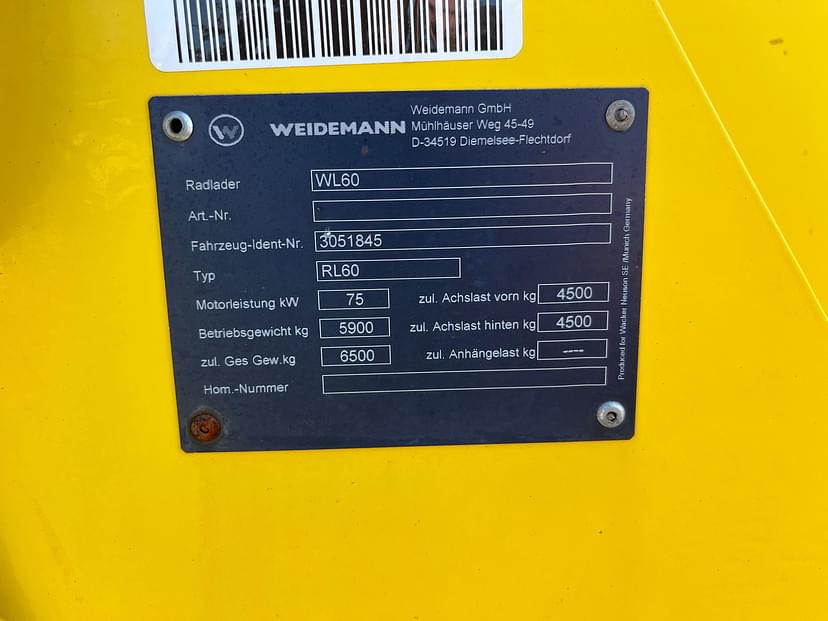 W WEIDEMANN
Weidemann GmbH
Mühlhäuser Weg 45-49
D-34519 Diemelsee-Flechtdorf
Radlader WL60
Art.-Nr.
Fahrzeug-Ident-Nr. 3051845
Typ RL60
Motorleistung kW 75 zul. Achslast vorn kg 4500
Betriebsgewicht kg 5900 zul. Achslast hinten kg 4500
zul. Ges Gew.kg 6500 zul. Anhängelast kg ----
Hom.-Nummer
Produced for Wacker Neuson SE /Munich Germany